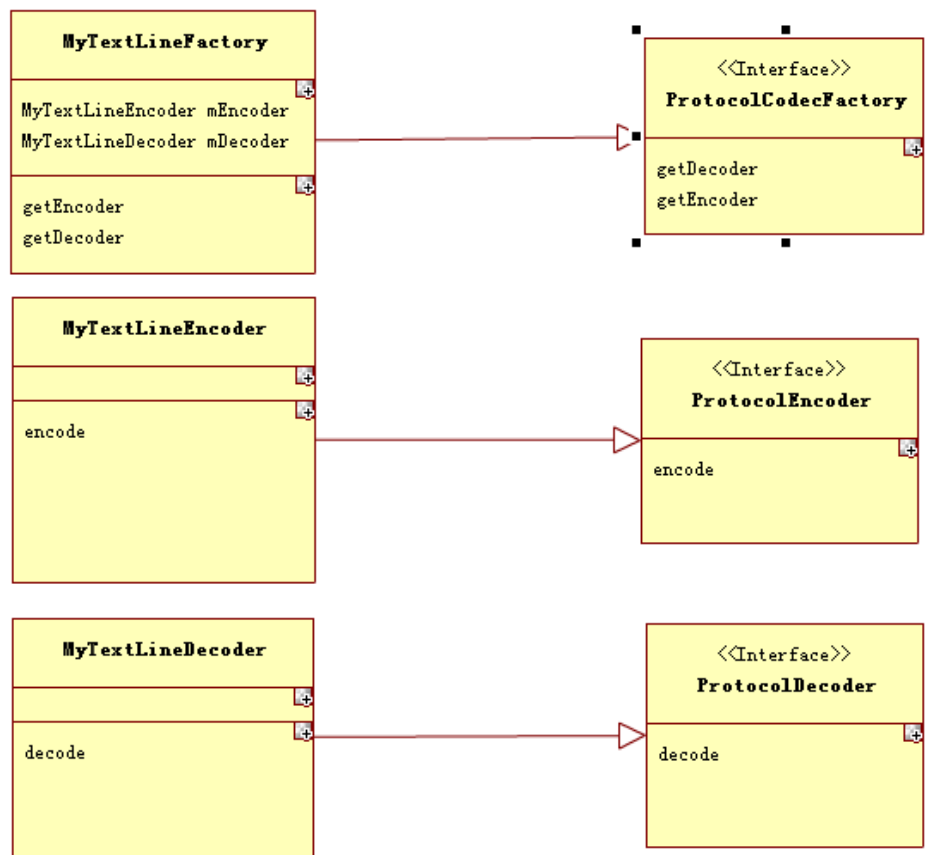 MyTextLineFactory
MyTextLineEncoder mEncoder
MyTextLineDecoder mDecoder
getEncoder
getDecoder
<<Interface>>
ProtocolCodecFactory
getDecoder
getEncoder
MyTextLineEncoder
encode
<<Interface>>
ProtocolEncoder
encode
MyTextLineDecoder
decode
<<Interface>>
ProtocolDecoder
decode